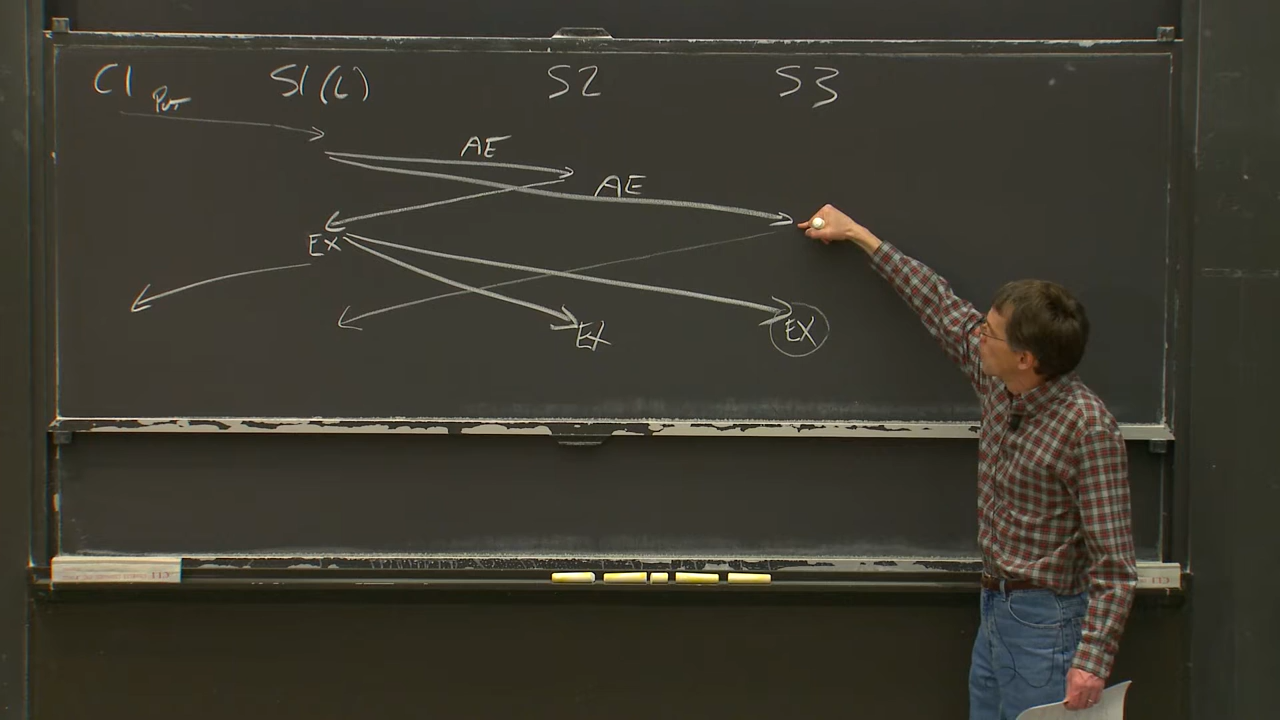 C1 S1(L) S2 S3
Put
AE
AE
EX
EX EX